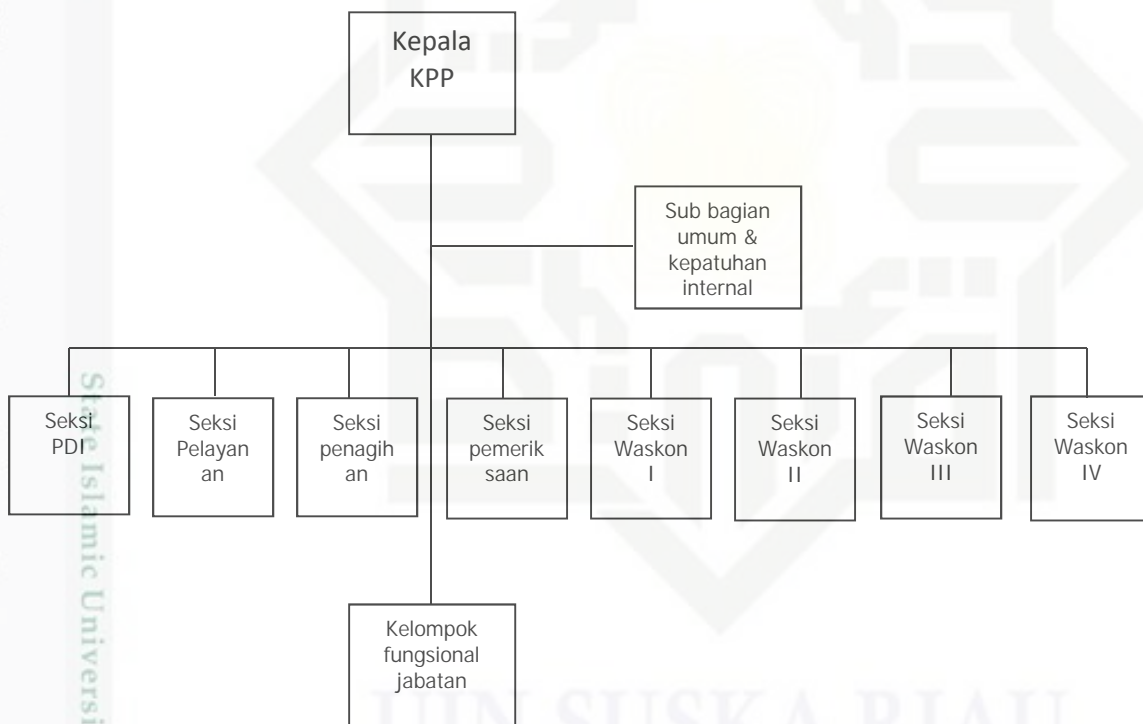 Kepala
KPP
Sub bagian
umum &
kepatuhan
internal
Seksi
PDI
Seksi
Pelayan
an
Seksi
penagih
an
Seksi
pemerik
saan
Seksi
Waskon
I
Seksi
Waskon
II
Seksi
Waskon
III
Seksi
Waskon
IV
Kelompok
fungsional
jabatan
State Islamic Universi
UIN SUSKA RIAU